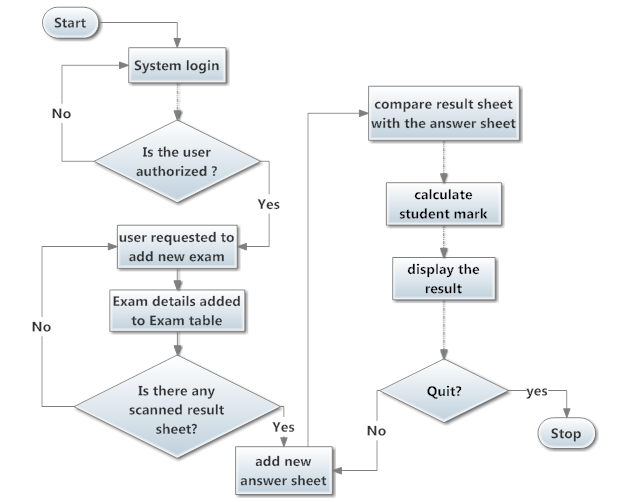 Start
System login
No
Is the user
authorized ?
Yes
user requested to
add new exam
Exam details added
to Exam table
No
Is there any
scanned result
sheet?
Yes
add new
answer sheet
compare result sheet
with the answer sheet
calculate
student mark
display the
result
Quit?
yes
No
Stop